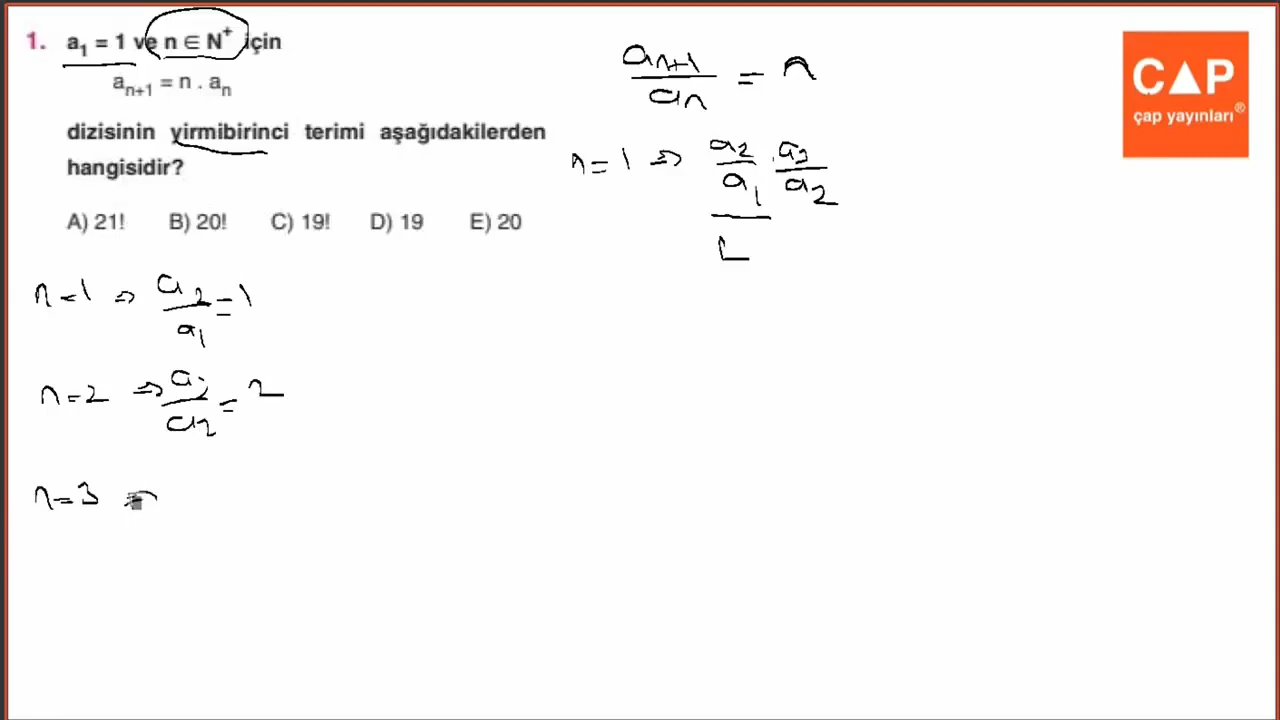 1. a₁ = 1 ve n ∈ N⁺ için
aₙ₊₁ = n . aₙ
dizisinin yirmibirinci terimi aşağıdakilerden
hangisidir?
A) 21! B) 20! C) 19! D) 19 E) 20
aₙ₊₁/aₙ = n
n=1 ⇒ a₂/a₁ . a₃/a₂
1
n=1 ⇒ a₂/a₁ = 1
n=2 ⇒ a₃/a₂ = 2
n=3 ⇒
CAP
çap yayınları®